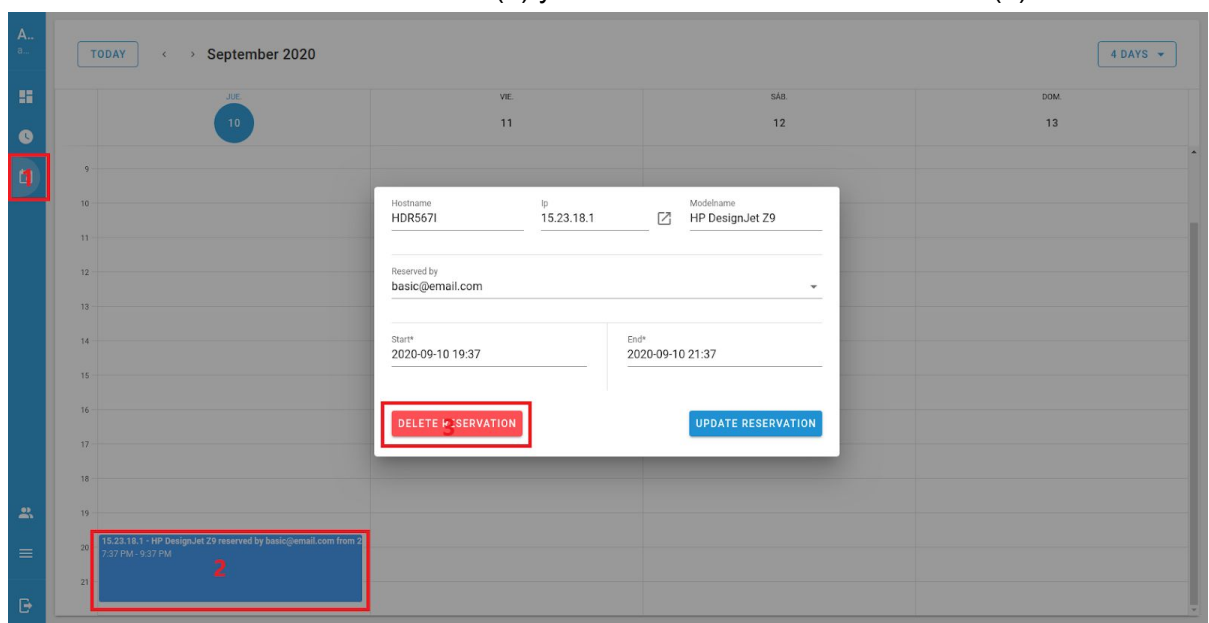 A...
B...
TODAY
September 2020
4 DAYS
JUE.
VIE.
SÁB.
DOM.
10
11
12
13
1
9
10
11
12
13
14
15
16
17
18
19
20
21
Hostname
Ip
Modelname
HDR567I
15.23.18.1
HP DesignJet Z9
Reserved by
basic@email.com
Start*
End*
2020-09-10 19:37
2020-09-10 21:37
DELETE RESERVATION
3
UPDATE RESERVATION
15.23.18.1 - HP DesignJet Z9 reserved by basic@email.com from 2
7:37 PM - 9:37 PM
2